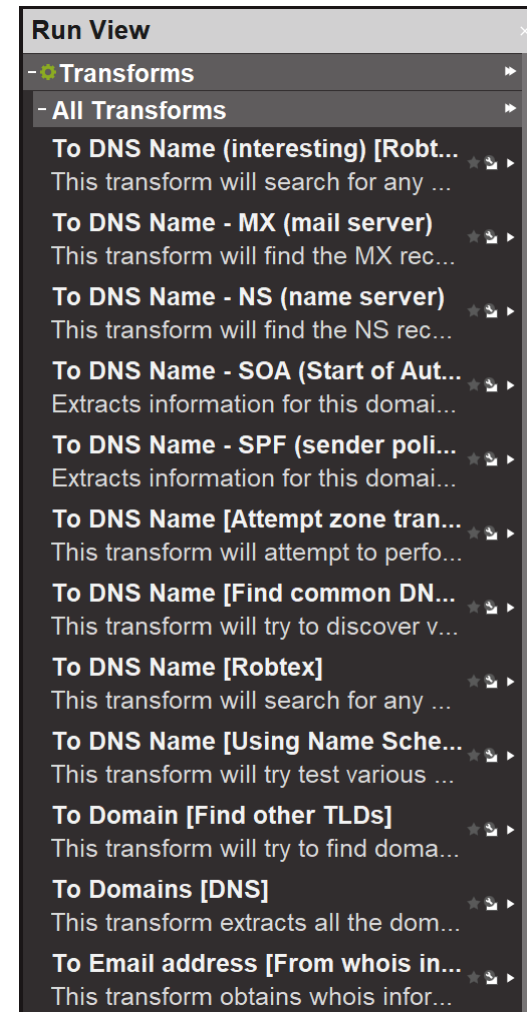 Run View
Transforms
All Transforms
To DNS Name (interesting) [Robt...
This transform will search for any ...
To DNS Name - MX (mail server)
This transform will find the MX rec...
To DNS Name - NS (name server)
This transform will find the NS rec...
To DNS Name - SOA (Start of Aut...
Extracts information for this domai...
To DNS Name - SPF (sender poli...
Extracts information for this domai...
To DNS Name [Attempt zone tran...
This transform will attempt to perfo...
To DNS Name [Find common DN...
This transform will try to discover v...
To DNS Name [Robtex]
This transform will search for any ...
To DNS Name [Using Name Sche...
This transform will try test various ...
To Domain [Find other TLDs]
This transform will try to find doma...
To Domains [DNS]
This transform extracts all the dom...
To Email address [From whois in...
This transform obtains whois infor...